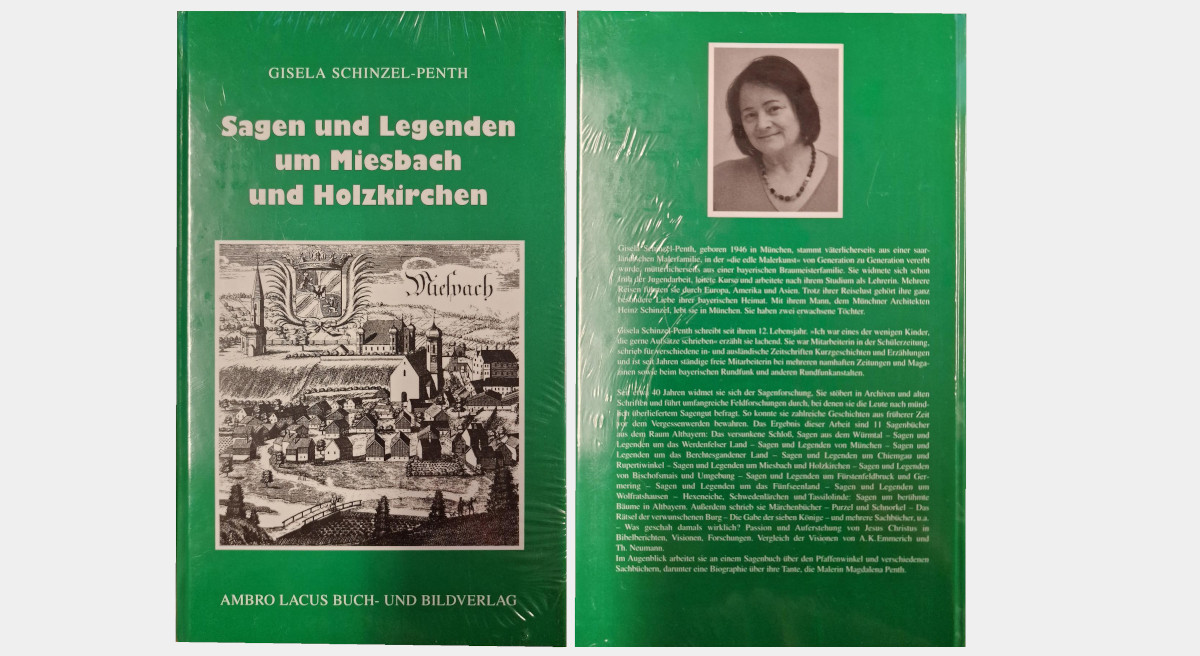 GISELA SCHINZEL-PENTH
Sagen und Legenden
um Miesbach
und Holzkirchen
Miesbach
AMBRO LACUS BUCH- UND BILDVERLAG
Gisela Schinzel-Penth, geboren 1946 in München, stammt väterlicherseits aus einer saar-
ländischen Malerfamilie, in der »die edle Malerkunst« von Generation zu Generation vererbt
wurde, mütterlicherseits aus einer bayerischen Braumeisterfamilie. Sie widmete sich schon
früh der Jugendarbeit, leitete Kurse und arbeitete nach ihrem Studium als Lehrerin. Mehrere
Reisen führten sie durch Europa, Amerika und Asien. Trotz ihrer Reiselust gehört ihre ganz
besondere Liebe ihrer bayerischen Heimat. Mit ihrem Mann, dem Münchner Architekten
Heinz Schinzel, lebt sie in München. Sie haben zwei erwachsene Töchter.
Gisela Schinzel-Penth schreibt seit ihrem 12. Lebensjahr. »Ich war eines der wenigen Kinder,
die gerne Aufsätze schrieben« erzählt sie lachend. Sie war Mitarbeiterin in der Schülerzeitung,
schrieb für verschiedene in- und ausländische Zeitschriften Kurzgeschichten und Erzählungen
und ist seit Jahren ständige freie Mitarbeiterin bei mehreren namhaften Zeitungen und Maga-
zinen sowie beim bayerischen Rundfunk und anderen Rundfunkanstalten.
Seit etwa 40 Jahren widmet sie sich der Sagenforschung. Sie stöbert in Archiven und alten
Schriften und führt umfangreiche Feldforschungen durch, bei denen sie die Leute nach münd-
lich überliefertem Sagengut befragt. So konnte sie zahlreiche Geschichten aus früherer Zeit
vor dem Vergessenwerden bewahren. Das Ergebnis dieser Arbeit sind 11 Sagenbücher
aus dem Raum Altbayern: Das versunkene Schloß, Sagen aus dem Würmtal – Sagen und
Legenden um das Werdenfelser Land – Sagen und Legenden von München – Sagen und
Legenden um das Berchtesgandener Land – Sagen und Legenden um Chiemgau und
Rupertiwinkel – Sagen und Legenden um Miesbach und Holzkirchen – Sagen und Legenden
von Bischofsmais und Umgebung – Sagen und Legenden um Fürstenfeldbruck und Ger-
mering – Sagen und Legenden um das Fünfseenland – Sagen und Legenden um
Wolfratshausen – Hexeneiche, Schwedenlärchen und Tassilolinde: Sagen um berühmte
Bäume in Altbayern. Außerdem schrieb sie Märchenbücher – Purzel und Schnorkel – Das
Rätsel der verwunschenen Burg – Die Gabe der sieben Könige – und mehrere Sachbücher, u.a.
– Was geschah damals wirklich? Passion und Auferstehung von Jesus Christus in
Bibelberichten, Visionen, Forschungen. Vergleich der Visionen von A.K.Emmerich und
Th. Neumann.
Im Augenblick arbeitet sie an einem Sagenbuch über den Pfaffenwinkel und verschiedenen
Sachbüchern, darunter eine Biographie über ihre Tante, die Malerin Magdalena Penth.